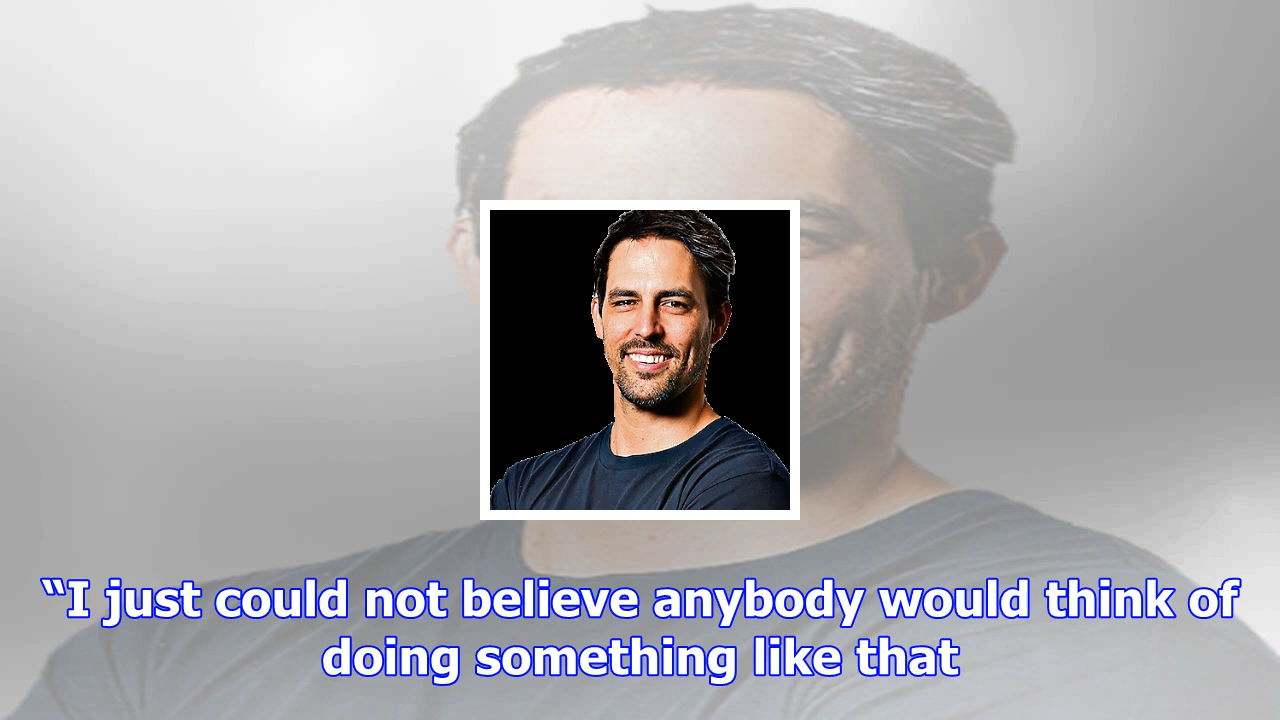 “I just could not believe anybody would think of
doing something like that